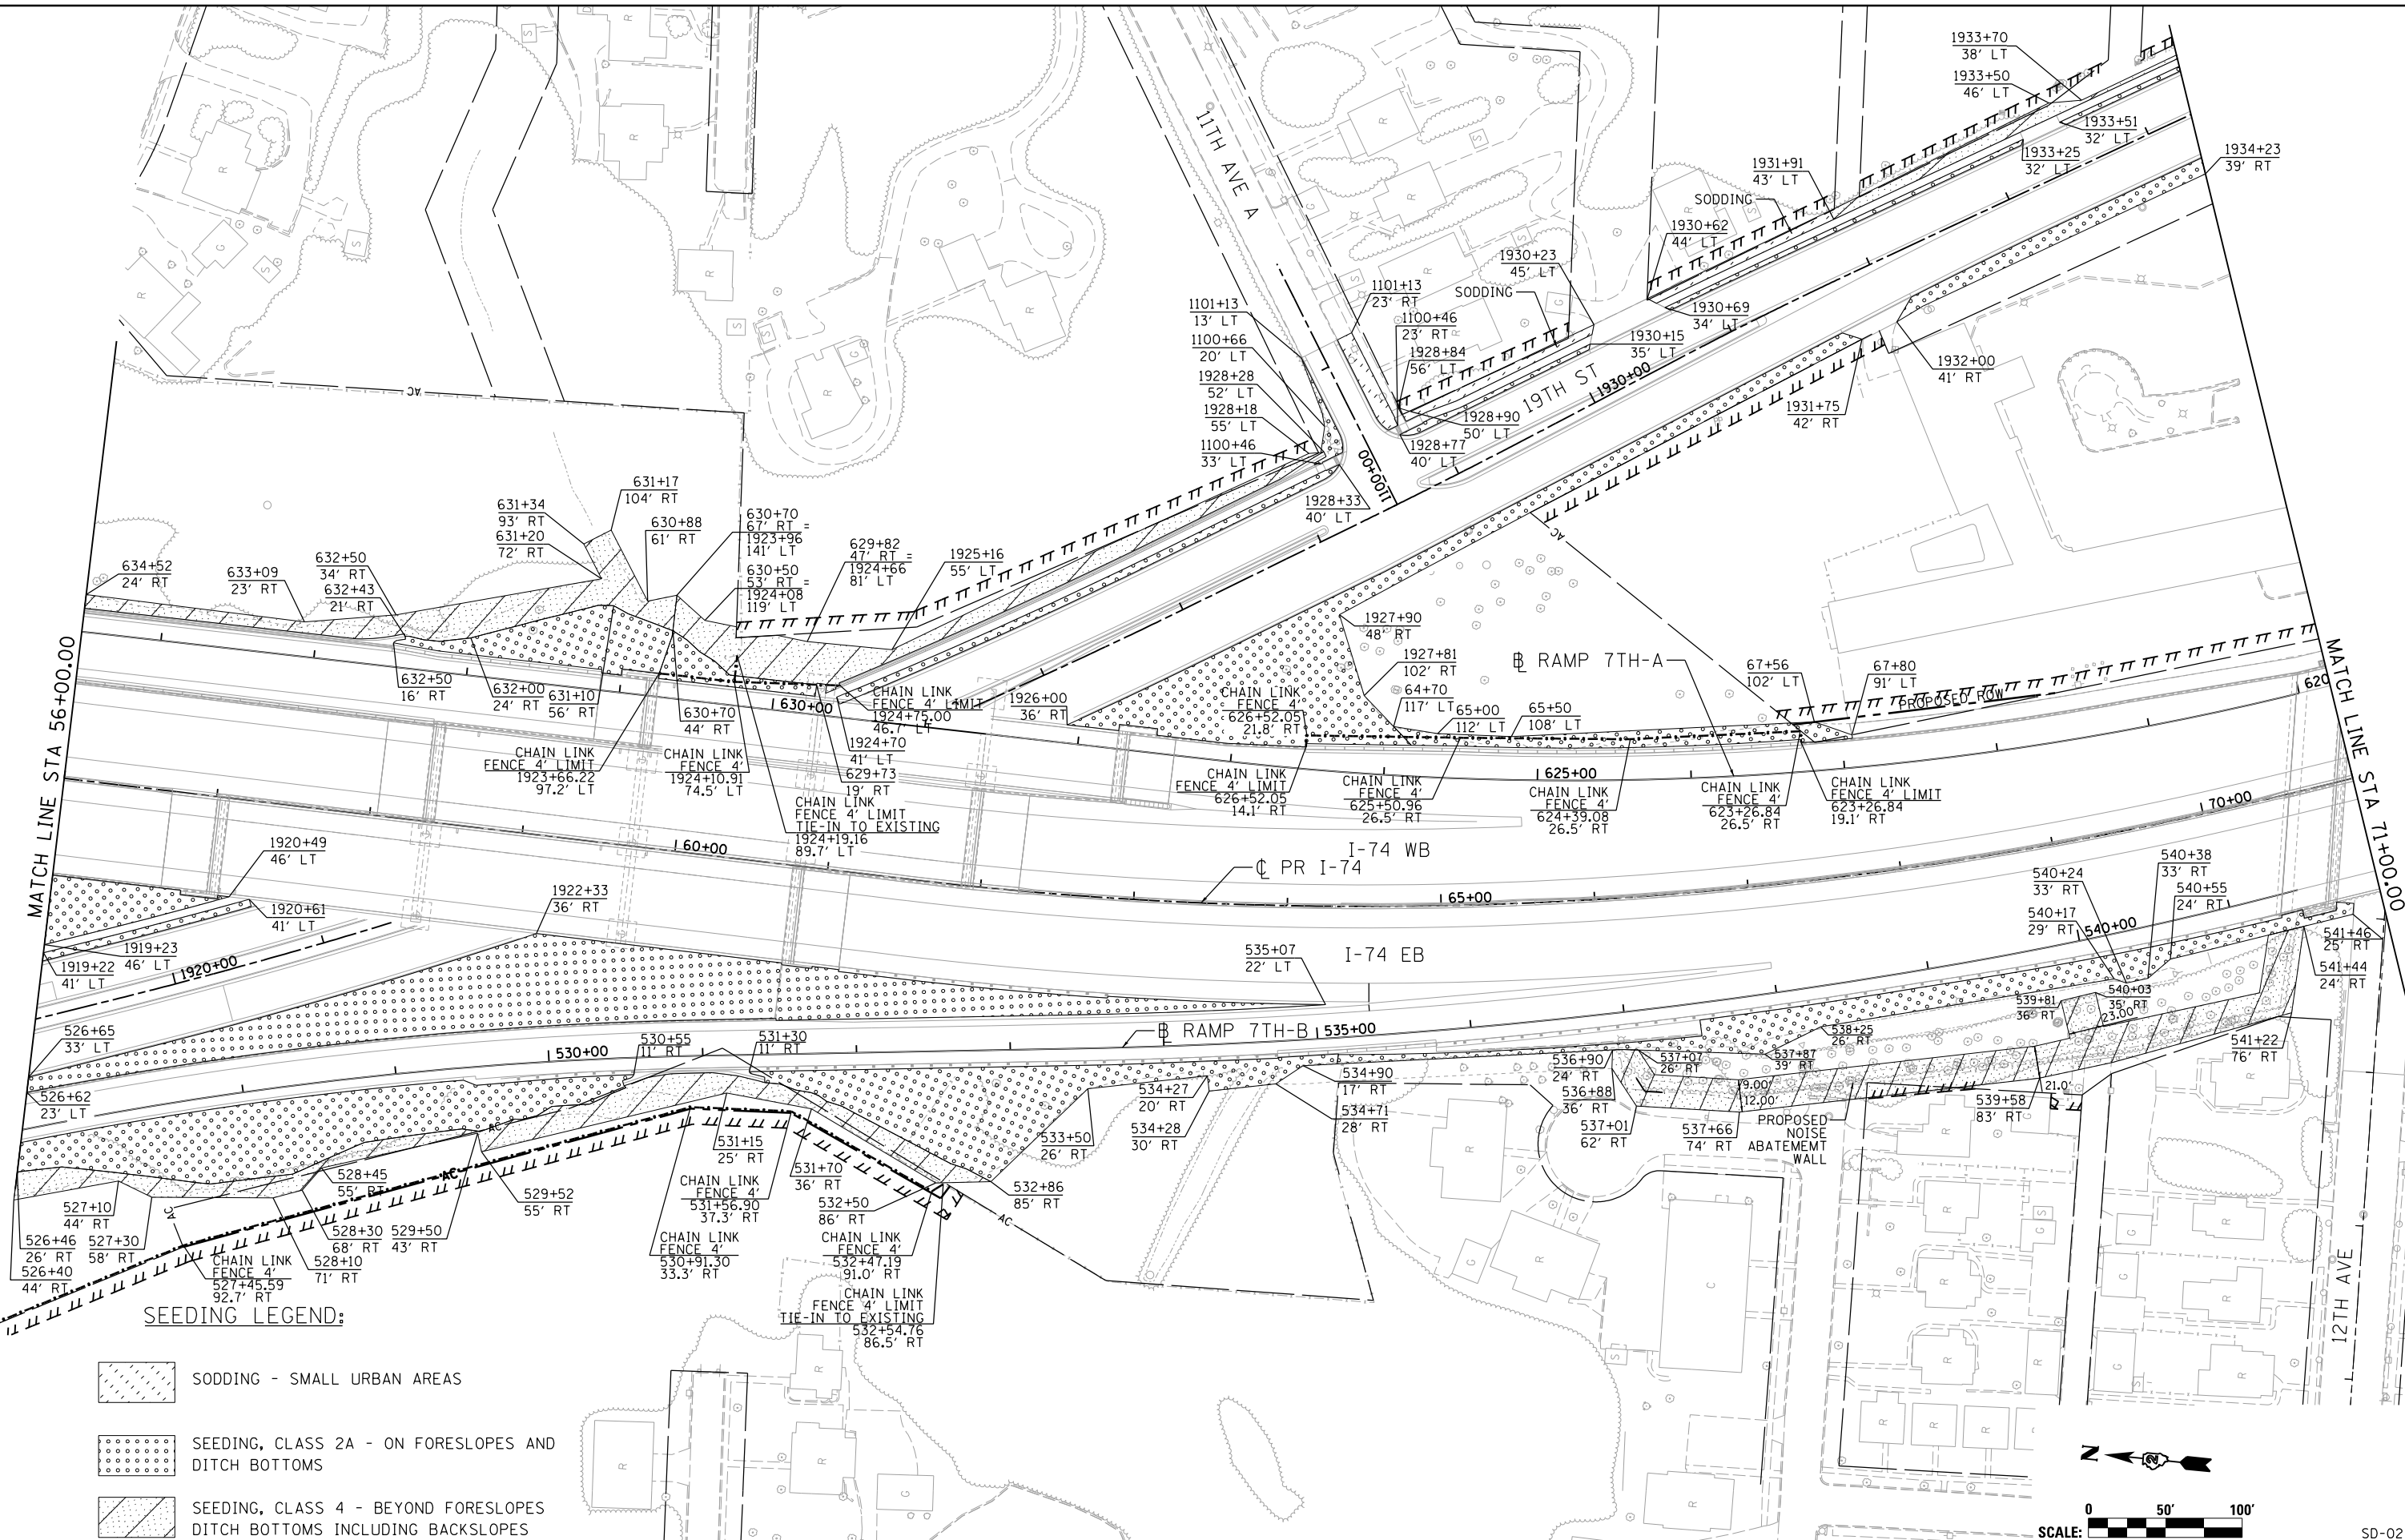 1933+70
38' LT
1933+50
46' LT
1933+51
32' LT
1933+25
32' LT
1934+23
39' RT
1931+91
43' LT
SODDING
1930+62
44' LT
11TH AVE A
1930+23
45' LT
SODDING
1101+13
23' RT
1100+46
23' RT
1928+84
56' LT
1930+69
34' LT
1930+15
35' LT
1101+13
13' LT
1100+66
20' LT
1928+28
52' LT
1928+18
55' LT
1100+46
33' LT
19TH ST
1930+00
1928+90
50' LT
1928+77
40' LT
1100+00
1928+33
40' LT
1931+75
42' RT
1932+00
41' RT
AC
AC
631+17
104' RT
631+34
93' RT
631+20
72' RT
630+88
61' RT
630+70
67' RT =
1923+96
141' LT
630+50
53' RT =
1924+08
119' LT
629+82
47' RT =
1924+66
81' LT
1925+16
55' LT
634+52
24' RT
633+09
23' RT
632+50
34' RT
632+43
21' RT
632+50
16' RT
632+00
24' RT
631+10
56' RT
630+70
44' RT
630+00
CHAIN LINK
FENCE 4' LIMIT
1924+75.00
46.7' LT
1924+70
41' LT
629+73
19' RT
CHAIN LINK
FENCE 4' LIMIT
1923+66.22
97.2' LT
CHAIN LINK
FENCE 4'
1924+10.91
74.5' LT
CHAIN LINK
FENCE 4' LIMIT
TIE-IN TO EXISTING
1924+19.16
89.7' LT
1926+00
36' RT
1927+90
48' RT
1927+81
102' RT
64+70
117' LT
65+00
112' LT
65+50
108' LT
CHAIN LINK
FENCE 4'
626+52.05
21.8' RT
CHAIN LINK
FENCE 4' LIMIT
626+52.05
14.1' RT
CHAIN LINK
FENCE 4'
625+50.96
26.5' RT
625+00
CHAIN LINK
FENCE 4'
624+39.08
26.5' RT
CHAIN LINK
FENCE 4'
623+26.84
26.5' RT
CHAIN LINK
FENCE 4' LIMIT
623+26.84
19.1' RT
℄ RAMP 7TH-A
67+56
102' LT
67+80
91' LT
PROPOSED ROW
620
MATCH LINE STA 56+00.00
MATCH LINE STA 71+00.00
60+00
65+00
70+00
I-74 WB
℄ PR I-74
I-74 EB
1920+49
46' LT
1920+61
41' LT
1919+23
46' LT
1919+22
41' LT
1920+00
1922+33
36' RT
535+07
22' LT
526+65
33' LT
526+62
23' LT
530+00
530+55
11' RT
531+30
11' RT
℄ RAMP 7TH-B
535+00
540+00
540+24
33' RT
540+17
29' RT
540+38
33' RT
540+55
24' RT
541+46
25' RT
541+44
24' RT
540+03
35' RT
23.00'
539+81
36' RT
538+25
26' RT
537+87
39' RT
537+07
26' RT
536+90
24' RT
536+88
36' RT
537+01
62' RT
537+66
74' RT
9.00'
12.00'
539+58
83' RT
21.0'
541+22
76' RT
PROPOSED
NOISE
ABATEMEMT
WALL
534+90
17' RT
534+71
28' RT
534+27
20' RT
534+28
30' RT
533+50
26' RT
532+86
85' RT
532+50
86' RT
531+70
36' RT
531+15
25' RT
CHAIN LINK
FENCE 4'
531+56.90
37.3' RT
CHAIN LINK
FENCE 4'
530+91.30
33.3' RT
CHAIN LINK
FENCE 4'
532+47.19
91.0' RT
CHAIN LINK
FENCE 4' LIMIT
TIE-IN TO EXISTING
532+54.76
86.5' RT
AC
AC
AC
AC
529+52
55' RT
529+50
43' RT
528+45
55' RT
528+30
68' RT
528+10
71' RT
527+10
44' RT
527+30
58' RT
526+46
26' RT
526+40
44' RT
CHAIN LINK
FENCE 4'
527+45.59
92.7' RT
12TH AVE
SEEDING LEGEND:
SODDING - SMALL URBAN AREAS
SEEDING, CLASS 2A - ON FORESLOPES AND
DITCH BOTTOMS
SEEDING, CLASS 4 - BEYOND FORESLOPES
DITCH BOTTOMS INCLUDING BACKSLOPES
N
SCALE:
0 50' 100'
SD-02